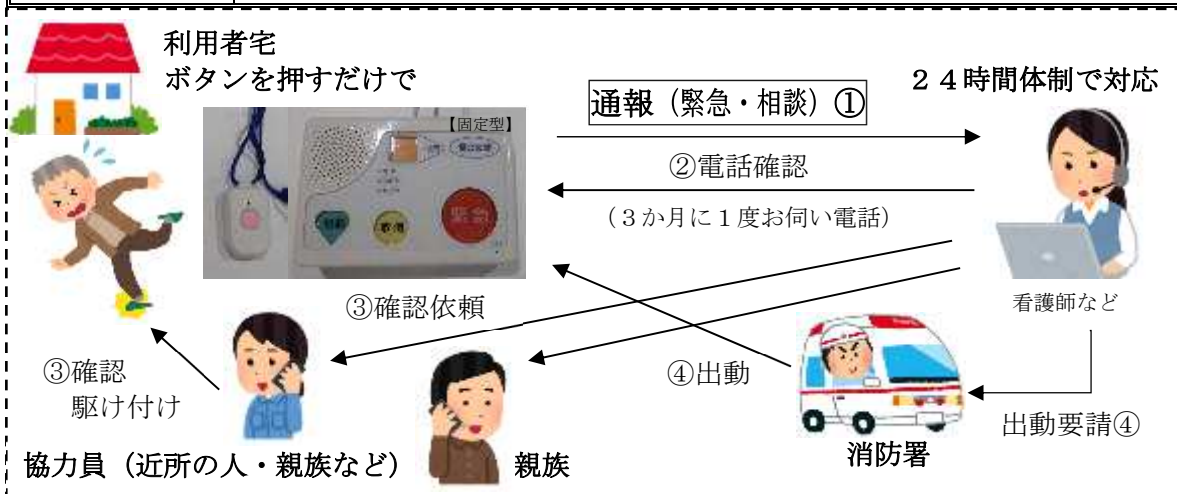 利用者宅
ボタンを押すだけで
【固定型】
通報（緊急・相談）①
２４時間体制で対応
②電話確認
（３か月に１度お伺い電話）
看護師など
③確認依頼
③確認
駆け付け
④出動
出動要請④
協力員（近所の人・親族など）
親族
消防署